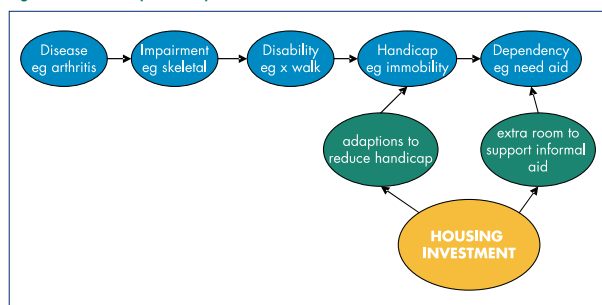 Disease
eg arthritis
Impairment
eg skeletal
Disability
eg x walk
Handicap
eg immobility
Dependency
eg need aid
adaptions to
reduce handicap
extra room to
support informal
aid
HOUSING
INVESTMENT